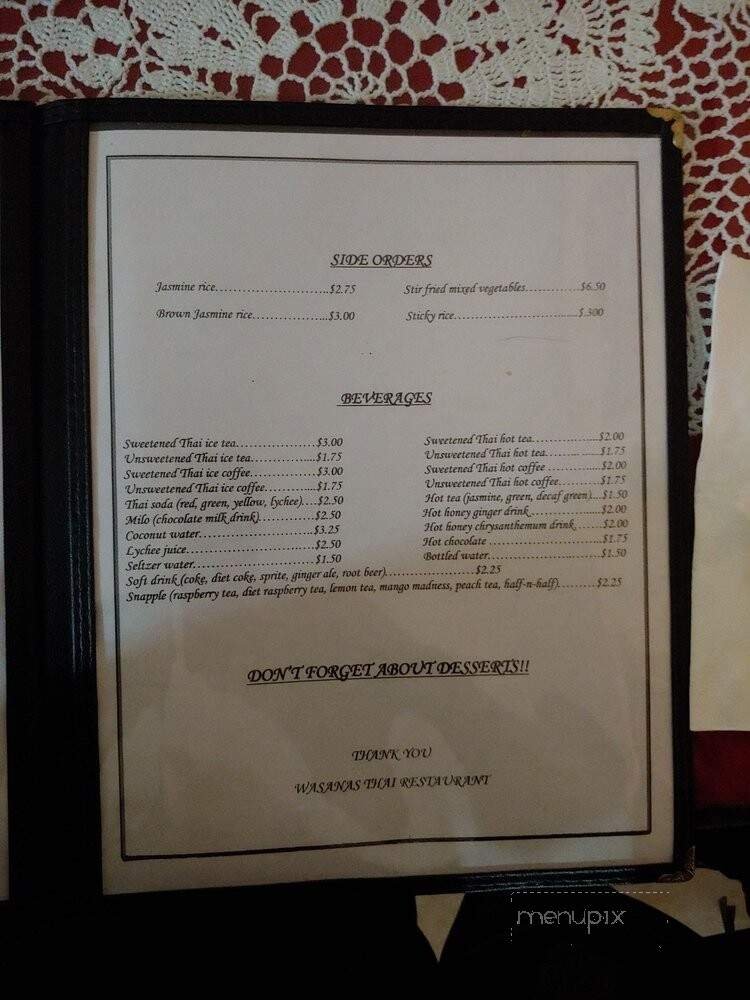 SIDE ORDERS
Jasmine rice..............................$2.75
Brown Jasmine rice....................$3.00
Stir fried mixed vegetables..............$6.50
Sticky rice................................$.300
BEVERAGES
Sweetened Thai ice tea...................$3.00
Unsweetened Thai ice tea................$1.75
Sweetened Thai ice coffee................$3.00
Unsweetened Thai ice coffee.............$1.75
Thai soda (red, green, yellow, lychee)....$2.50
Milo (chocolate milk drink)..............$2.50
Coconut water...........................$3.25
Lychee juice..............................$2.50
Seltzer water.............................$1.50
Sweetened Thai hot tea.................$2.00
Unsweetened Thai hot tea..............$1.75
Sweetened Thai hot coffee .............$2.00
Unsweetened Thai hot coffee...........$1.75
Hot tea (jasmine, green, decaf green)...$1.50
Hot honey ginger drink.................$2.00
Hot honey chrysanthemum drink.......$2.00
Hot chocolate ..........................$1.75
Bottled water...........................$1.50
Soft drink (coke, diet coke, sprite, ginger ale, root beer).....................$2.25
Snapple (raspberry tea, diet raspberry tea, lemon tea, mango madness, peach tea, half-n-half).........$2.25
DON'T FORGET ABOUT DESSERTS!!
THANK YOU
WASANAS THAI RESTAURANT
menupix